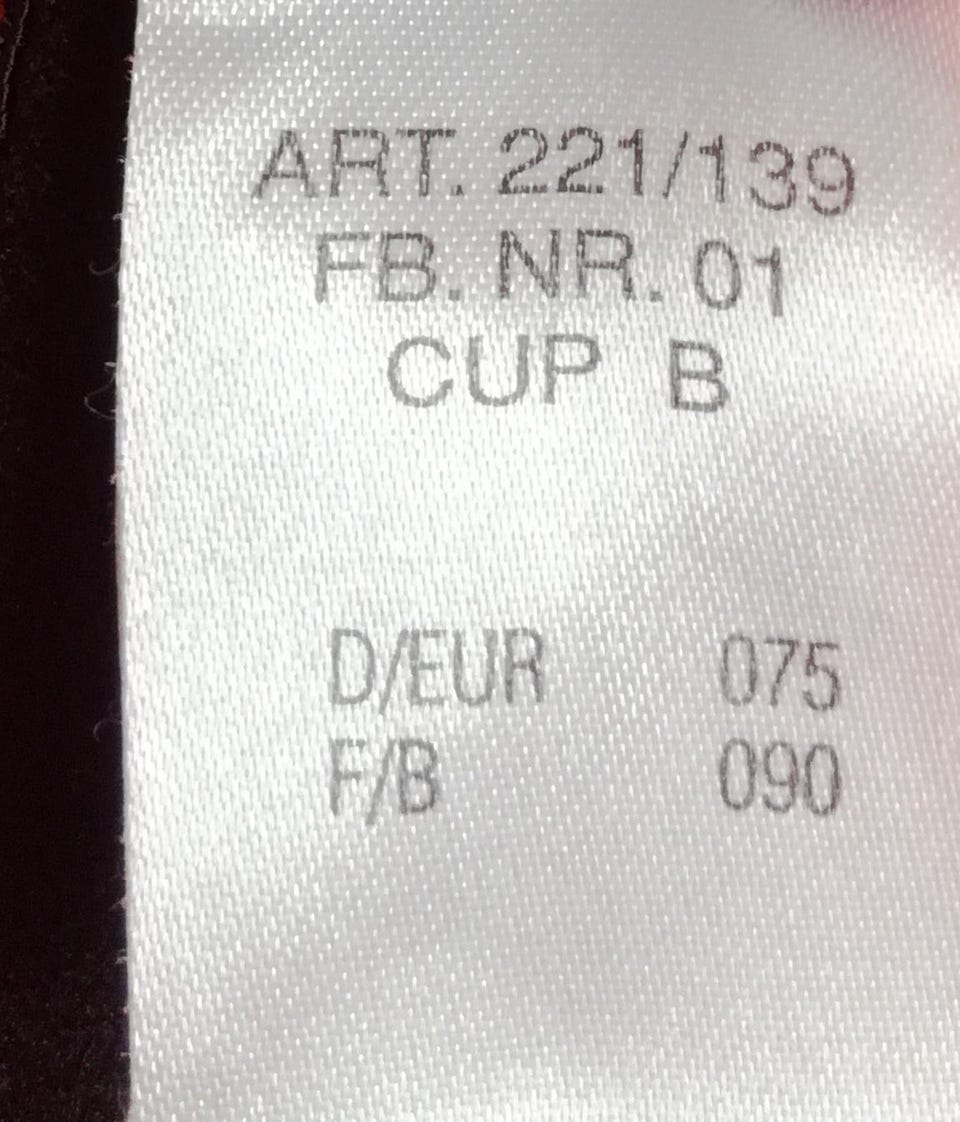 ART. 221/139
FB. NR. 01
CUP B
D/EUR 075
F/B 090